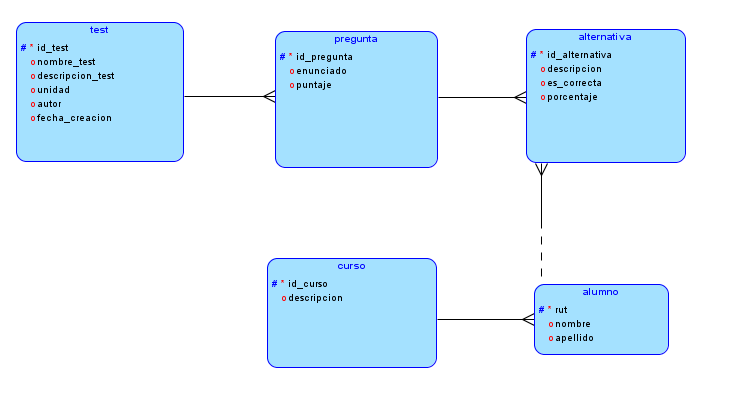 test
# * id_test
o nombre_test
o descripcion_test
o unidad
o autor
o fecha_creacion
pregunta
# * id_pregunta
o enunciado
o puntaje
alternativa
# * id_alternativa
o descripcion
o es_correcta
o porcentaje
curso
# * id_curso
o descripcion
alumno
# * rut
o nombre
o apellido